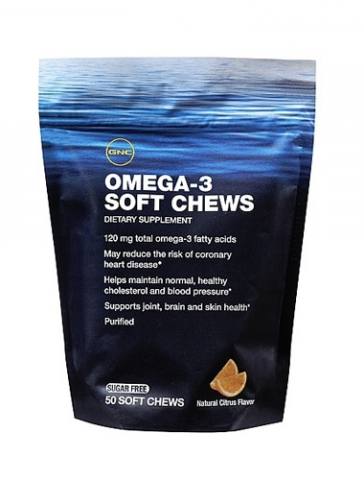 GNC
OMEGA-3
SOFT CHEWS
DIETARY SUPPLEMENT
120 mg total omega-3 fatty acids
May reduce the risk of coronary
heart disease*
Helps maintain normal, healthy
cholesterol and blood pressure*
Supports joint, brain and skin health*
Purified
SUGAR FREE
50 SOFT CHEWS
Natural Citrus Flavor